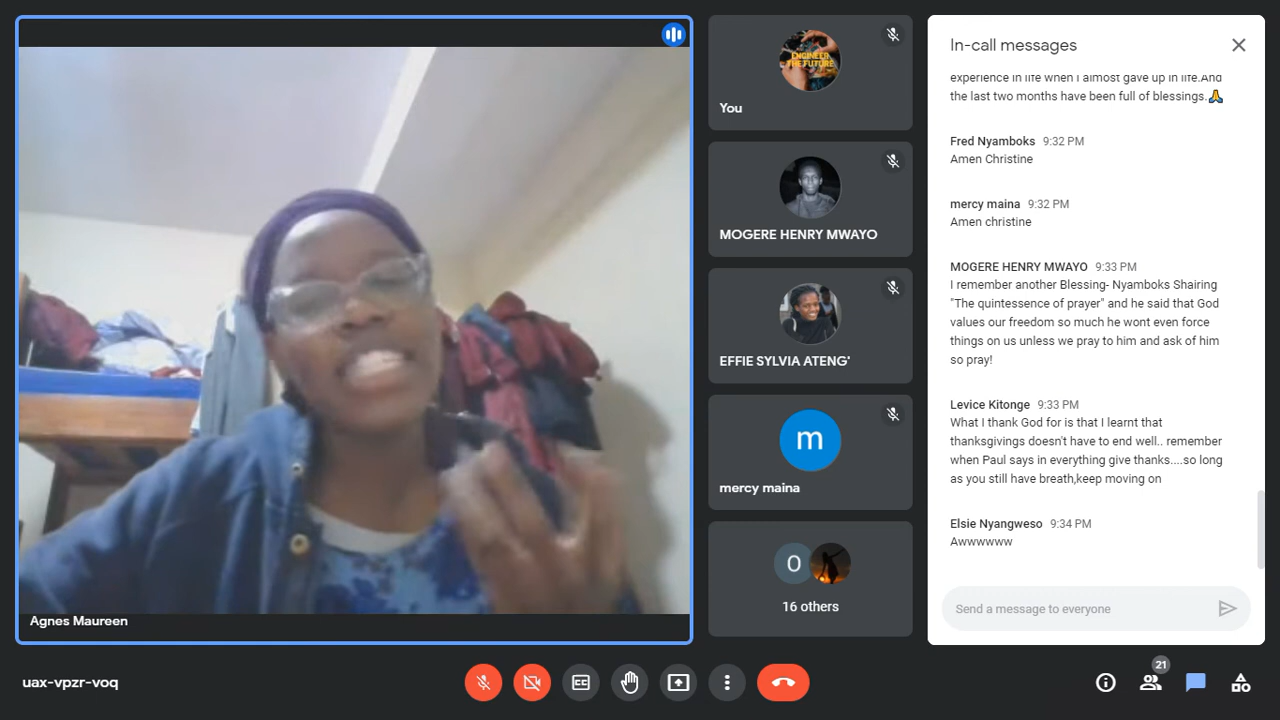 Agnes Maureen
ENGINEER
THE FUTURE
You
MOGERE HENRY MWAYO
EFFIE SYLVIA ATENG'
m
mercy maina
O
16 others
In-call messages
experience in life when I almost gave up in life.And
the last two months have been full of blessings.🙏
Fred Nyamboks 9:32 PM
Amen Christine
mercy maina 9:32 PM
Amen christine
MOGERE HENRY MWAYO 9:33 PM
I remember another Blessing- Nyamboks Shairing
"The quintessence of prayer" and he said that God
values our freedom so much he wont even force
things on us unless we pray to him and ask of him
so pray!
Levice Kitonge 9:33 PM
What I thank God for is that I learnt that
thanksgivings doesn't have to end well.. remember
when Paul says in everything give thanks....so long
as you still have breath,keep moving on
Elsie Nyangweso 9:34 PM
Awwwwww
Send a message to everyone
uax-vpzr-voq
CC
21